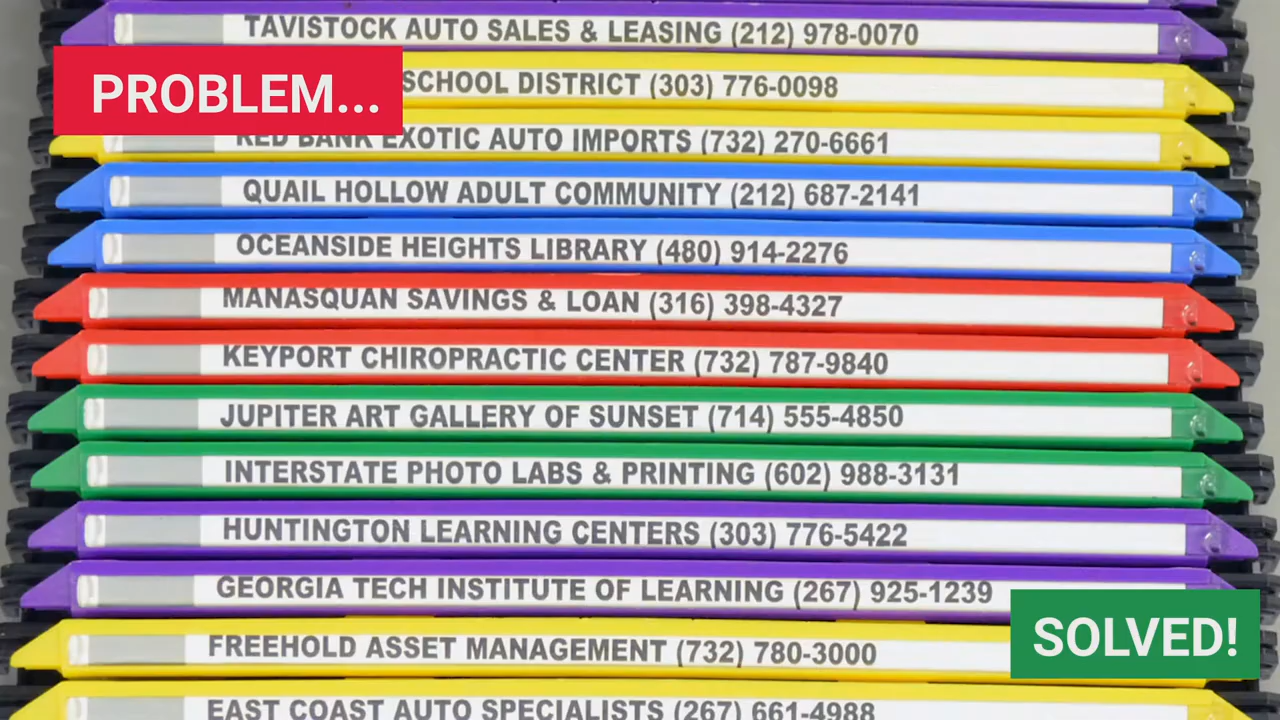 TAVISTOCK AUTO SALES & LEASING (212) 978-0070
PROBLEM...
SCHOOL DISTRICT (303) 776-0098
RED BANK EXOTIC AUTO IMPORTS (732) 270-6661
QUAIL HOLLOW ADULT COMMUNITY (212) 687-2141
OCEANSIDE HEIGHTS LIBRARY (480) 914-2276
MANASQUAN SAVINGS & LOAN (316) 398-4327
KEYPORT CHIROPRACTIC CENTER (732) 787-9840
JUPITER ART GALLERY OF SUNSET (714) 555-4850
INTERSTATE PHOTO LABS & PRINTING (602) 988-3131
HUNTINGTON LEARNING CENTERS (303) 776-5422
GEORGIA TECH INSTITUTE OF LEARNING (267) 925-1239
FREEHOLD ASSET MANAGEMENT (732) 780-3000
SOLVED!
EAST COAST AUTO SPECIALISTS (267) 661-4988